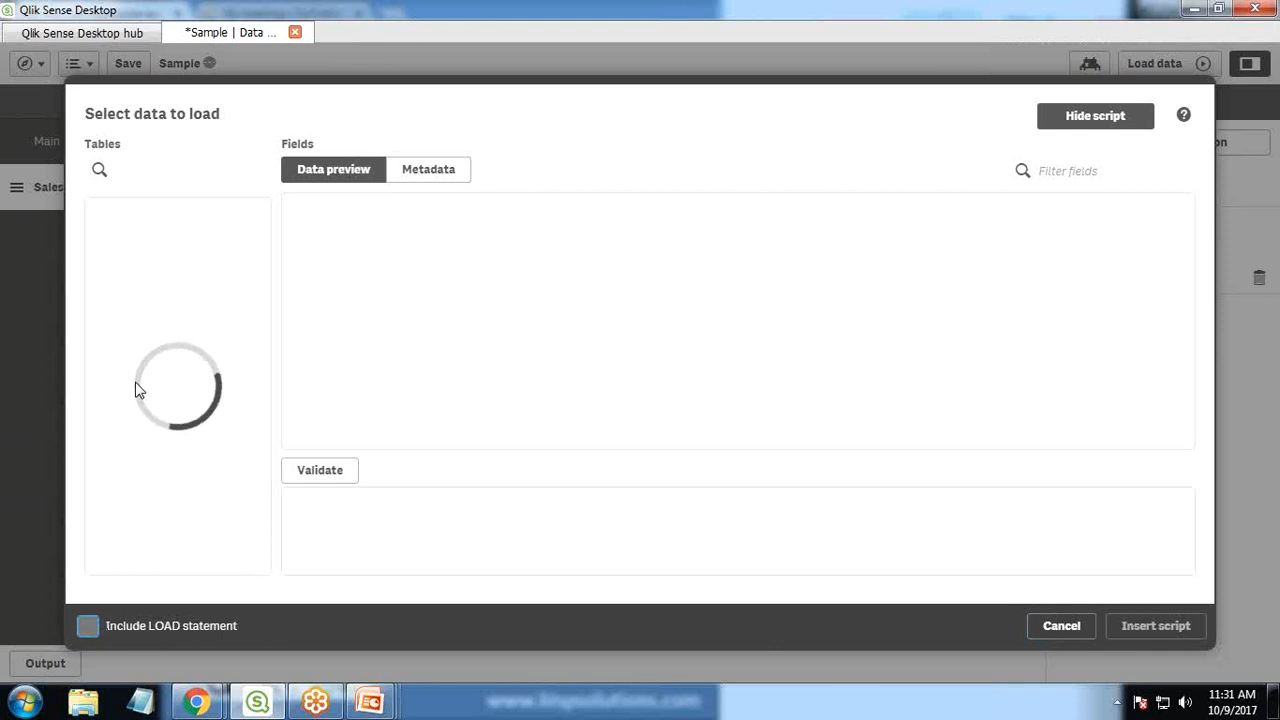 Qlik Sense Desktop
Qlik Sense Desktop hub
*Sample | Data ...
Save
Sample
Load data
Select data to load
Hide script
Tables
Fields
Main
Data preview
Metadata
Filter fields
on
Sales
Validate
Include LOAD statement
Cancel
Insert script
Output
11:31 AM
10/9/2017